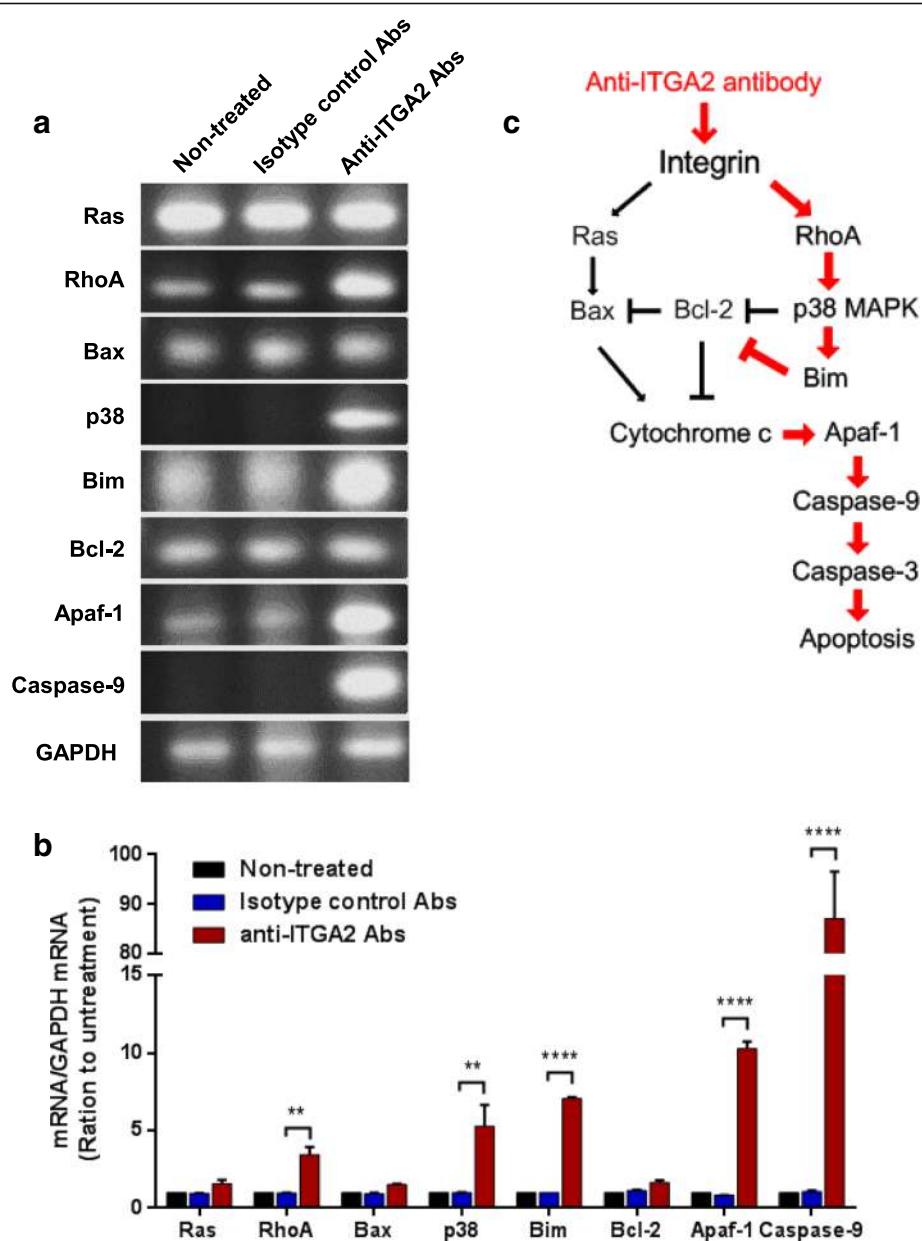 a
Non-treated
Isotype control Abs
Anti-ITGA2 Abs
Ras
RhoA
Bax
p38
Bim
Bcl-2
Apaf-1
Caspase-9
GAPDH
c
Anti-ITGA2 antibody
Integrin
Ras RhoA
Bax Bcl-2 p38 MAPK
Bim
Cytochrome c Apaf-1
Caspase-9
Caspase-3
Apoptosis
b
mRNA/GAPDH mRNA
(Ration to untreatment)
100
90
80
15
10
5
0
Non-treated
Isotype control Abs
anti-ITGA2 Abs
**
**
****
****
****
Ras RhoA Bax p38 Bim Bcl-2 Apaf-1 Caspase-9